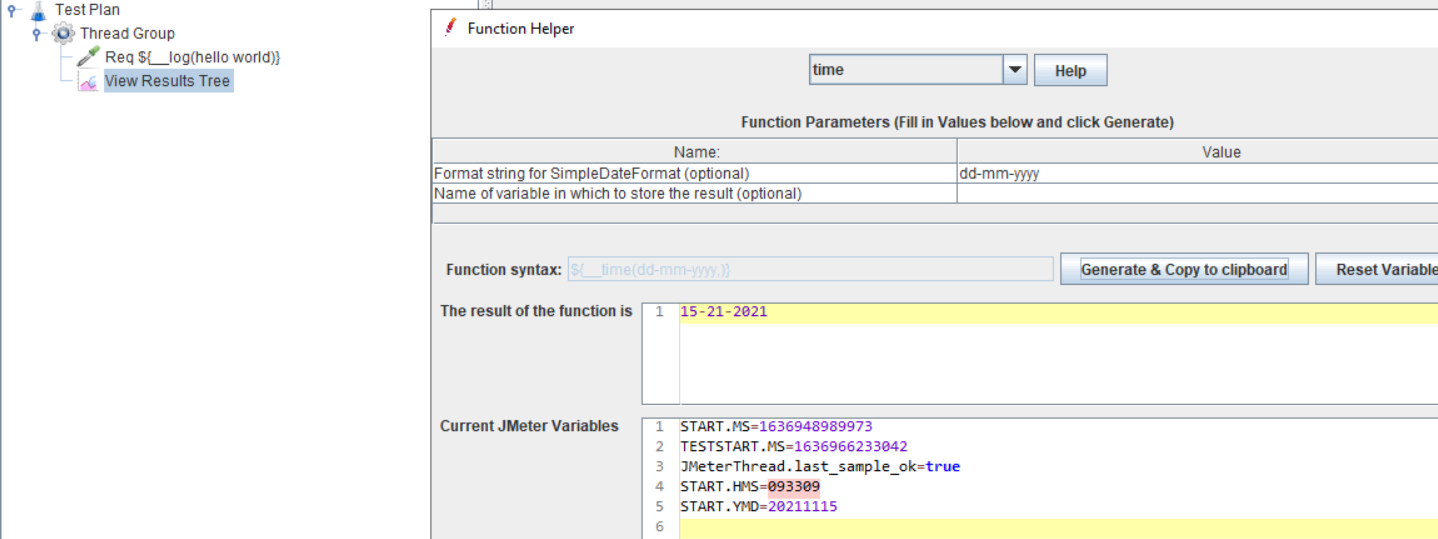 Test Plan
Thread Group
Req ${__log(hello world)}
View Results Tree
Function Helper
time
Help
Function Parameters (Fill in Values below and click Generate)
Name: Value
Format string for SimpleDateFormat (optional) dd-mm-yyyy
Name of variable in which to store the result (optional)
Function syntax: ${__time(dd-mm-yyyy,)} Generate & Copy to clipboard Reset Variable
The result of the function is 1 15-21-2021
Current JMeter Variables 1 START.MS=1636948989973
2 TESTSTART.MS=1636966233042
3 JMeterThread.last_sample_ok=true
4 START.HMS=093309
5 START.YMD=20211115
6